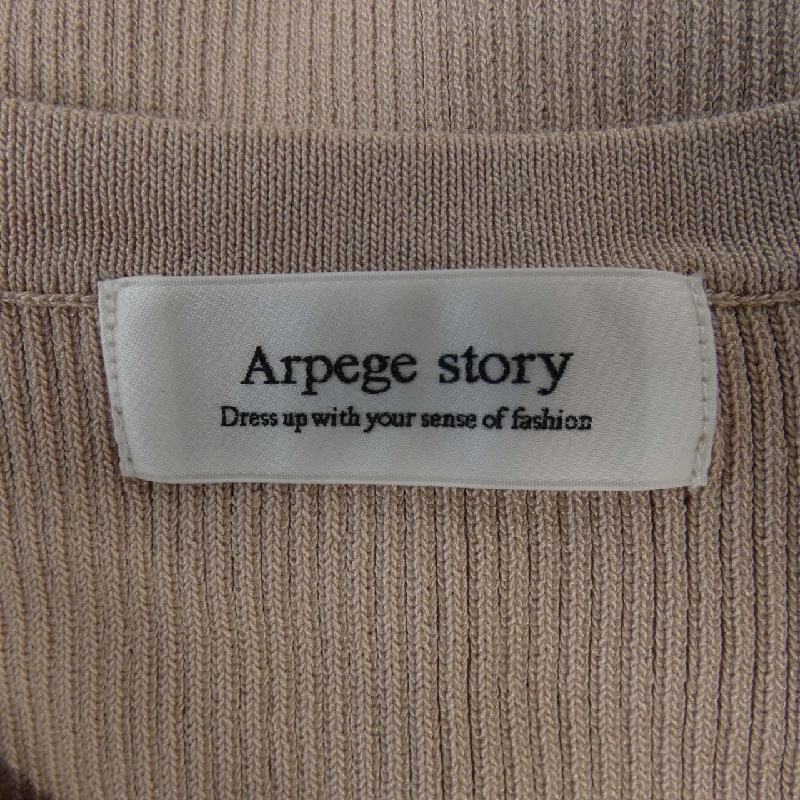 Arpege story
Dress up with your sense of fashion